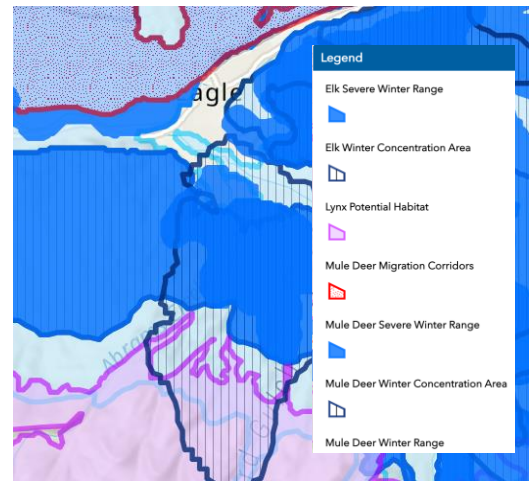 Legend
agle
Elk Severe Winter Range
Elk Winter Concentration Area
Lynx Potential Habitat
Mule Deer Migration Corridors
Mule Deer Severe Winter Range
Mule Deer Winter Concentration Area
Mule Deer Winter Range